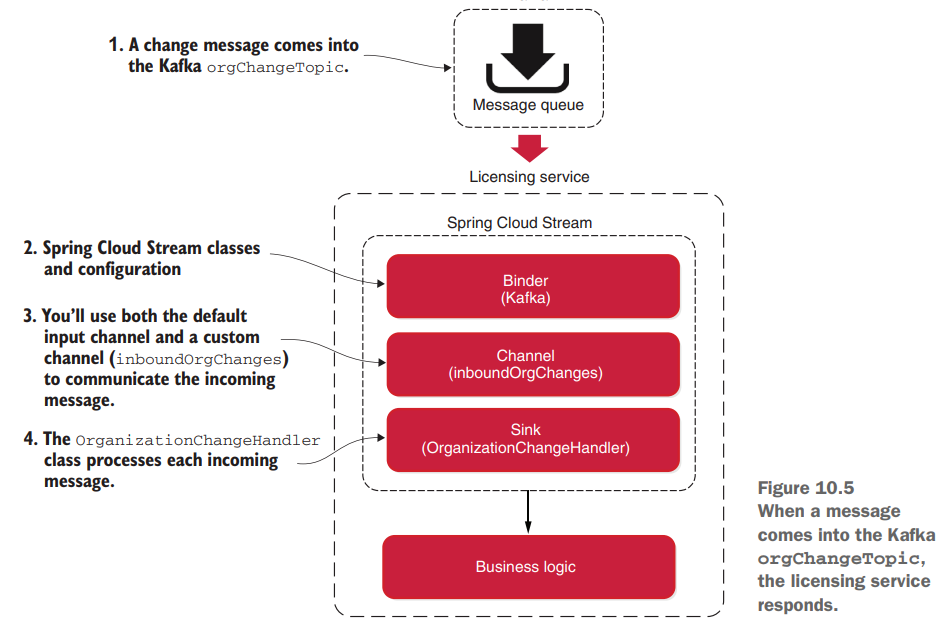 1. A change message comes into
the Kafka orgChangeTopic.
Message queue
Licensing service
Spring Cloud Stream
2. Spring Cloud Stream classes
and configuration
Binder
(Kafka)
3. You'll use both the default
input channel and a custom
channel (inboundOrgChanges)
to communicate the incoming
message.
Channel
(inboundOrgChanges)
4. The OrganizationChangeHandler
class processes each incoming
message.
Sink
(OrganizationChangeHandler)
Business logic
Figure 10.5
When a message
comes into the Kafka
orgChangeTopic,
the licensing service
responds.